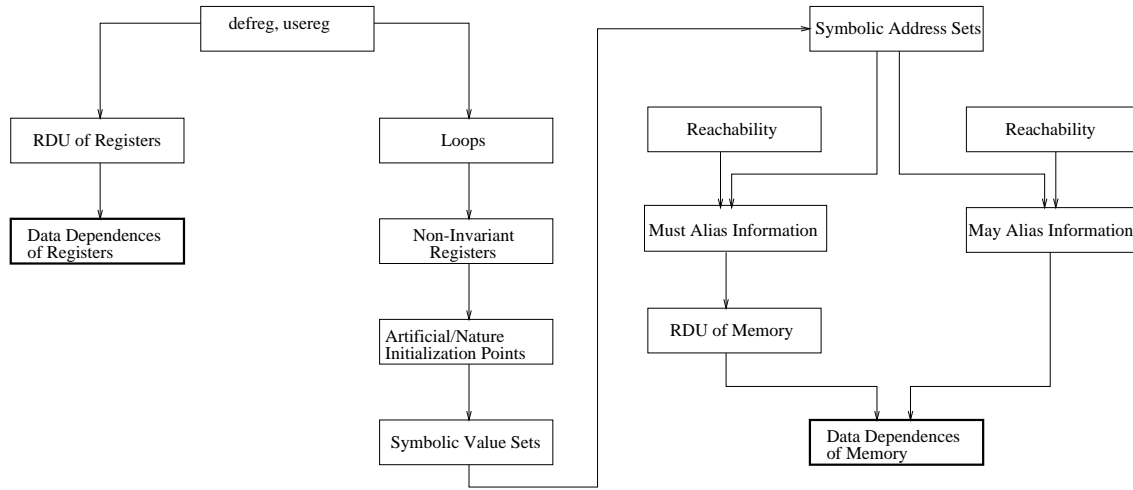 defreg, usereg
RDU of Registers
Data Dependences
of Registers
Loops
Non-Invariant
Registers
Artificial/Nature
Initialization Points
Symbolic Value Sets
Symbolic Address Sets
Reachability
Reachability
Must Alias Information
May Alias Information
RDU of Memory
Data Dependences
of Memory